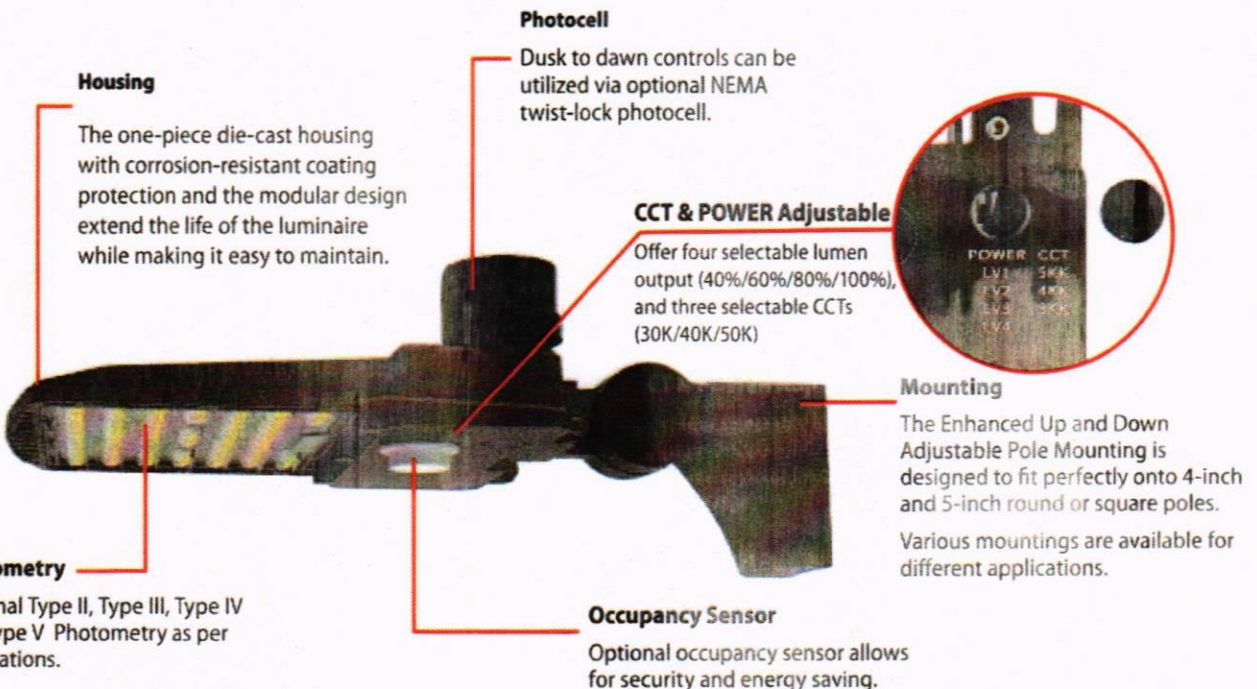 Photocell
Dusk to dawn controls can be
utilized via optional NEMA
twist-lock photocell.
Housing
The one-piece die-cast housing
with corrosion-resistant coating
protection and the modular design
extend the life of the luminaire
while making it easy to maintain.
CCT & POWER Adjustable
Offer four selectable lumen
output (40%/60%/80%/100%),
and three selectable CCTs
(30K/40K/50K)
POWER CCT
LV1 5KK
LV2 4KK
LV3 3KK
LV4
Mounting
The Enhanced Up and Down
Adjustable Pole Mounting is
designed to fit perfectly onto 4-inch
and 5-inch round or square poles.
Various mountings are available for
different applications.
ometry
nal Type II, Type III, Type IV
ype V Photometry as per
ations.
Occupancy Sensor
Optional occupancy sensor allows
for security and energy saving.